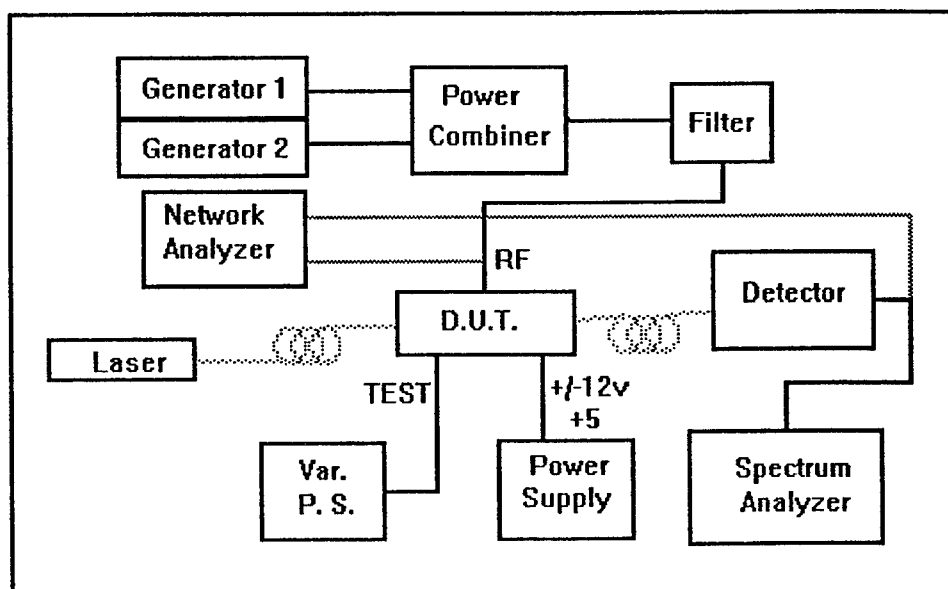 Generator 1
Generator 2
Power
Combiner
Filter
Network
Analyzer
RF
Detector
D.U.T.
Laser
TEST
+/-12v
+5
Var.
P. S.
Power
Supply
Spectrum
Analyzer